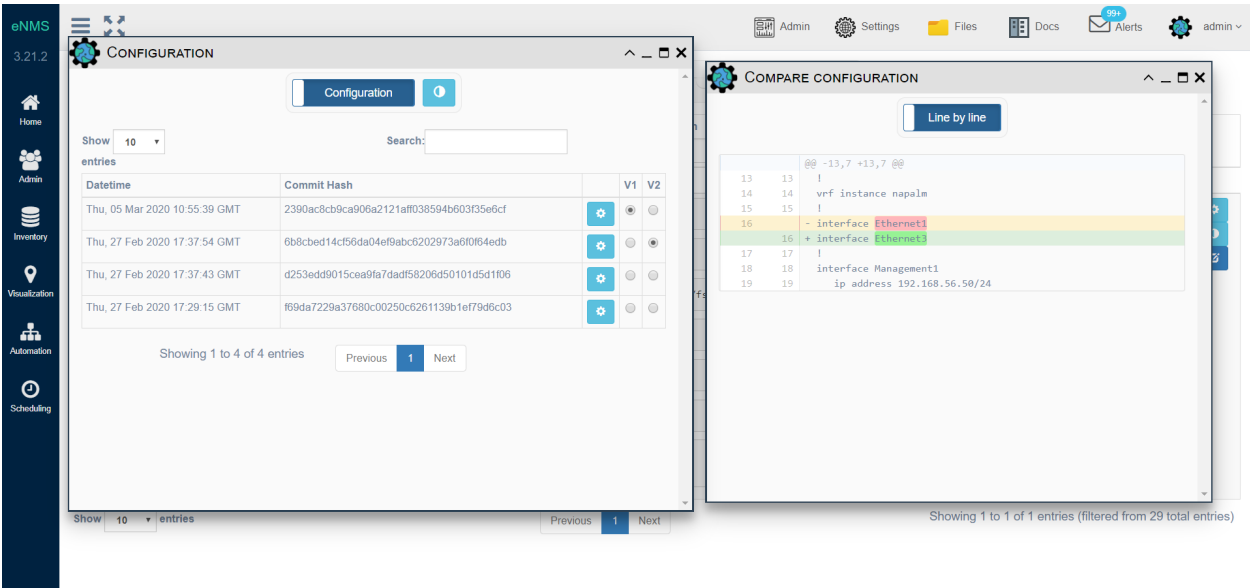 eNMS
3.21.2
Home
Admin
Inventory
Visualization
Automation
Scheduling
Admin
Settings
Files
Docs
99+
Alerts
admin
CONFIGURATION
Configuration
Show 10
entries
Search:
Datetime Commit Hash V1 V2
Thu, 05 Mar 2020 10:55:39 GMT 2390ac8cb9ca906a2121aff038594b603f35e6cf
Thu, 27 Feb 2020 17:37:54 GMT 6b8cbed14cf56da04ef9abc6202973a6f0f64edb
Thu, 27 Feb 2020 17:37:43 GMT d253edd9015cea9fa7dadf58206d50101d5d1f06
Thu, 27 Feb 2020 17:29:15 GMT f69da7229a37680c00250c6261139b1ef79d6c03
Showing 1 to 4 of 4 entries Previous 1 Next
COMPARE CONFIGURATION
Line by line
@@ -13,7 +13,7 @@
13 13 !
14 14 vrf instance napalm
15 15 !
16 - interface Ethernet1
16 + interface Ethernet3
17 17 !
18 18 interface Management1
19 19 ip address 192.168.56.50/24
Show 10 entries
Previous 1 Next
Showing 1 to 1 of 1 entries (filtered from 29 total entries)